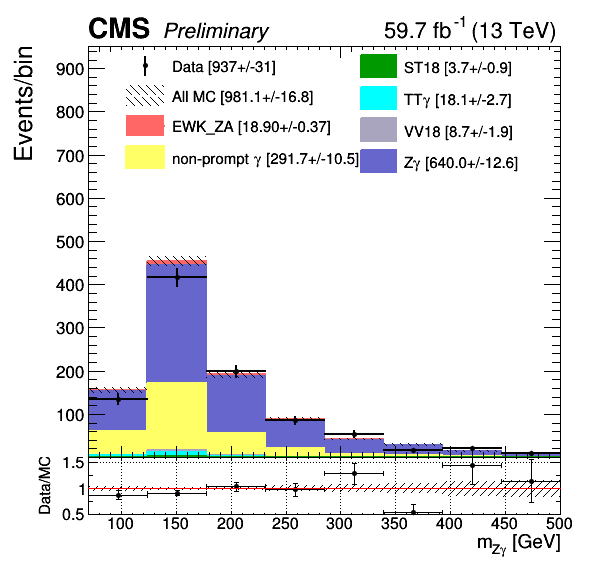 CMS Preliminary 59.7 fb⁻¹ (13 TeV)
Events/bin
Data [937+/-31]
All MC [981.1+/-16.8]
EWK_ZA [18.90+/-0.37]
non-prompt γ [291.7+/-10.5]
ST18 [3.7+/-0.9]
TTγ [18.1+/-2.7]
VV18 [8.7+/-1.9]
Zγ [640.0+/-12.6]
900
800
700
600
500
400
300
200
100
Data/MC
1.5
1
0.5
100 150 200 250 300 350 400 450 500
m_Zγ [GeV]